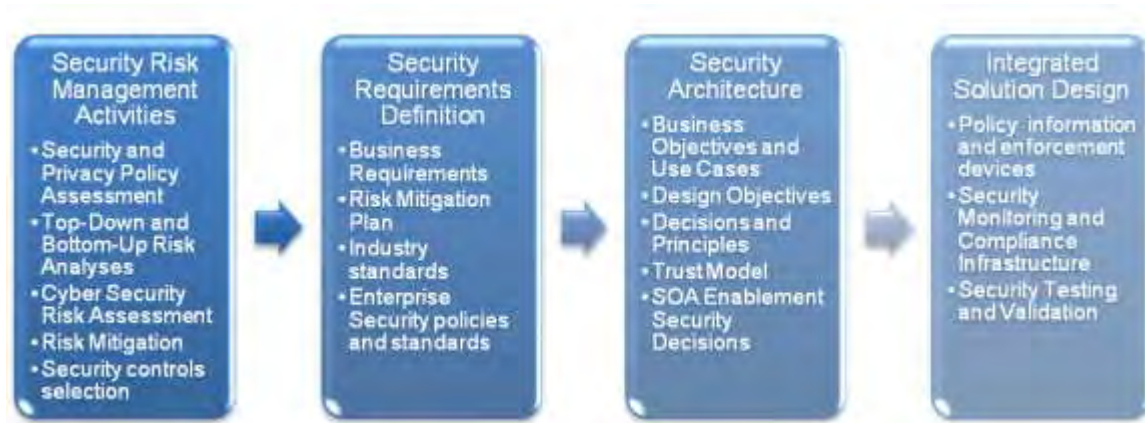 Security Risk
Management
Activities
•Security and
Privacy Policy
Assessment
•Top-Down and
Bottom-Up Risk
Analyses
•Cyber Security
Risk Assessment
•Risk Mitigation
•Security controls
selection
Security
Requirements
Definition
•Business
Requirements
•Risk Mitigation
Plan
•Industry
standards
•Enterprise
Security policies
and standards
Security
Architecture
•Business
Objectives and
Use Cases
•Design Objectives
•Decisions and
Principles
•Trust Model
•SOA Enablement
Security
Decisions
Integrated
Solution Design
•Policy information
and enforcement
devices
•Security
Monitoring and
Compliance
Infrastructure
•Security Testing
and Validation